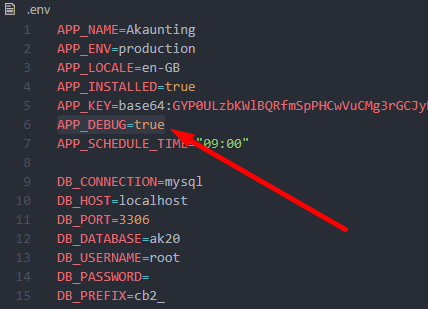 .env
1 APP_NAME=Akaunting
2 APP_ENV=production
3 APP_LOCALE=en-GB
4 APP_INSTALLED=true
5 APP_KEY=base64:GYP0ULzbKWlBQRfmSpPHCwVuCMg3rGCJy
6 APP_DEBUG=true
7 APP_SCHEDULE_TIME="09:00"
8
9 DB_CONNECTION=mysql
10 DB_HOST=localhost
11 DB_PORT=3306
12 DB_DATABASE=ak20
13 DB_USERNAME=root
14 DB_PASSWORD=
15 DB_PREFIX=cb2_